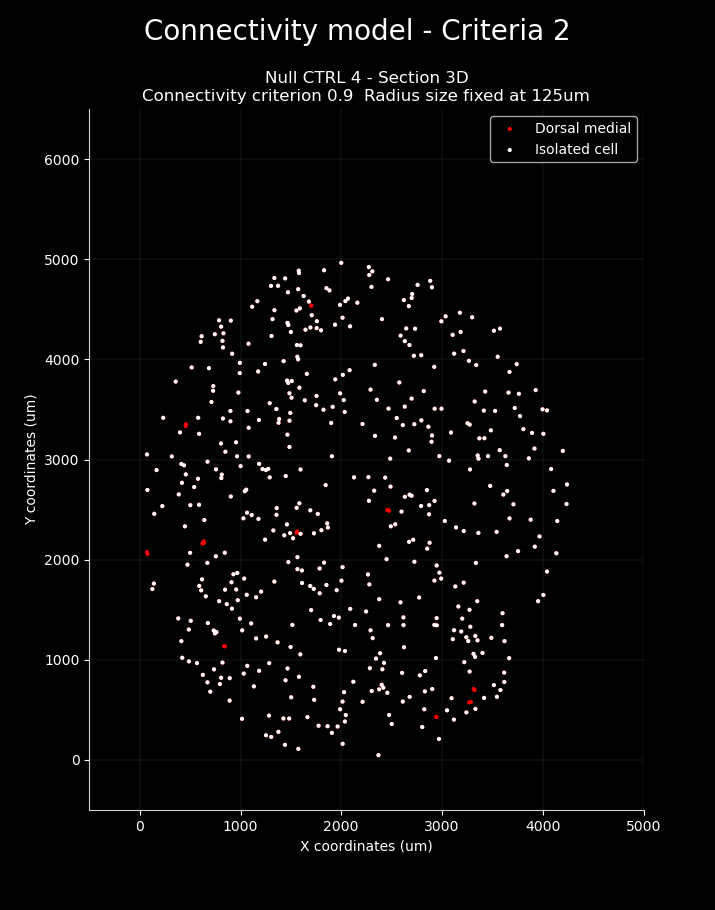 Connectivity model - Criteria 2
Null CTRL 4 - Section 3D
Connectivity criterion 0.9  Radius size fixed at 125um
Dorsal medial
Isolated cell
6000
5000
4000
3000
2000
1000
0
Y coordinates (um)
0 1000 2000 3000 4000 5000
X coordinates (um)